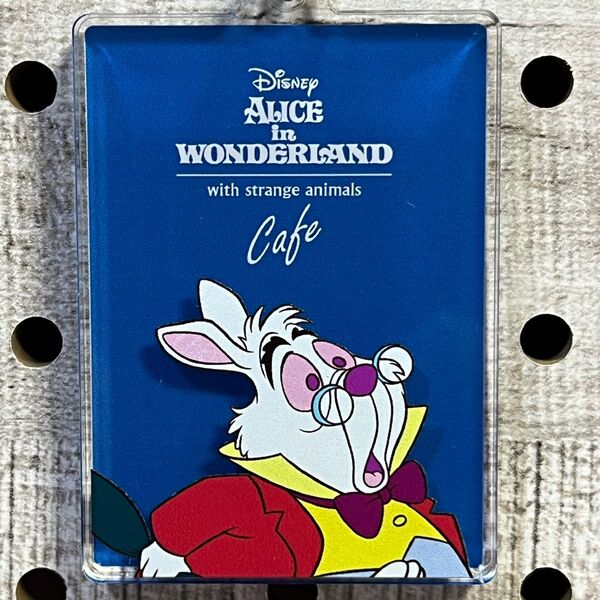 Disney
ALICE
in
WONDERLAND
with strange animals
Cafe